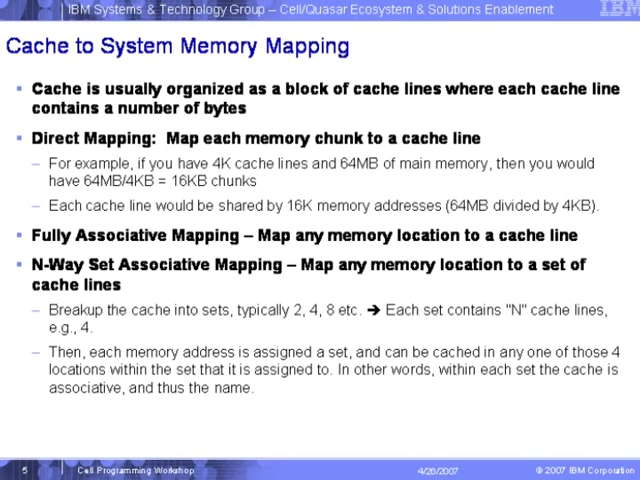 IBM Systems & Technology Group – Cell/Quasar Ecosystem & Solutions Enablement
IBM
Cache to System Memory Mapping
▪ Cache is usually organized as a block of cache lines where each cache line
contains a number of bytes
▪ Direct Mapping: Map each memory chunk to a cache line
– For example, if you have 4K cache lines and 64MB of main memory, then you would
have 64MB/4KB = 16KB chunks
– Each cache line would be shared by 16K memory addresses (64MB divided by 4KB).
▪ Fully Associative Mapping – Map any memory location to a cache line
▪ N-Way Set Associative Mapping – Map any memory location to a set of
cache lines
– Breakup the cache into sets, typically 2, 4, 8 etc. ➔ Each set contains "N" cache lines,
e.g., 4.
– Then, each memory address is assigned a set, and can be cached in any one of those 4
locations within the set that it is assigned to. In other words, within each set the cache is
associative, and thus the name.
5 Cell Programming Workshop 4/26/2007 © 2007 IBM Corporation